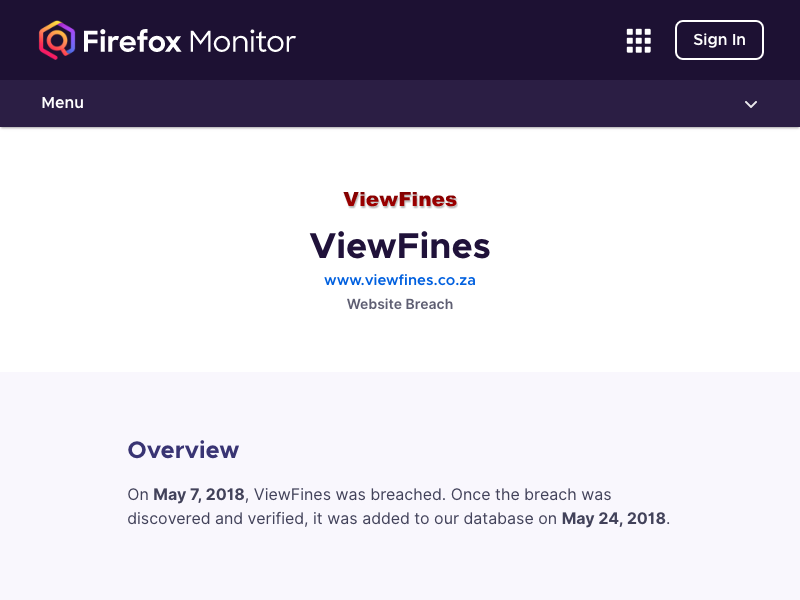 Firefox Monitor
Sign In
Menu
ViewFines
ViewFines
www.viewfines.co.za
Website Breach
Overview
On May 7, 2018, ViewFines was breached. Once the breach was
discovered and verified, it was added to our database on May 24, 2018.